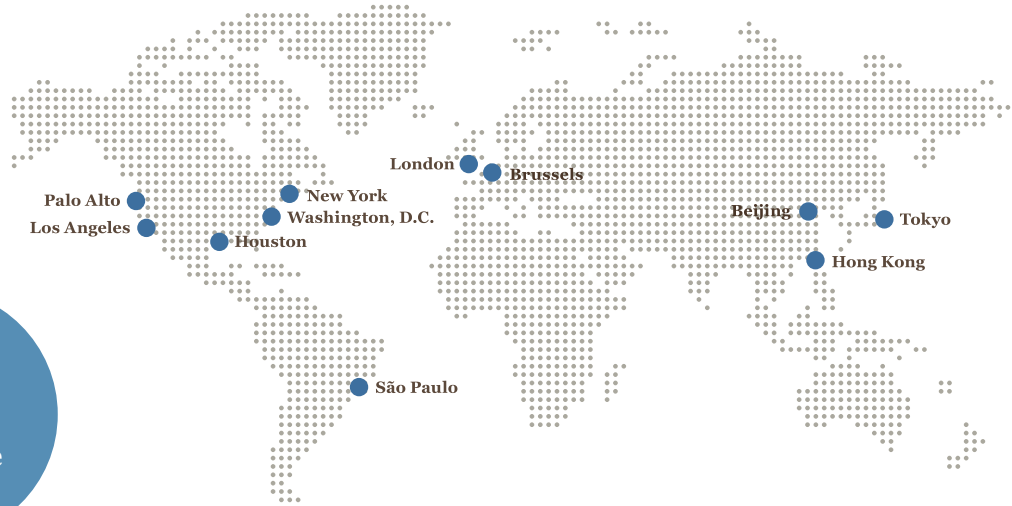 London
Brussels
Palo Alto
New York
Beijing
Washington, D.C.
Tokyo
Los Angeles
Houston
Hong Kong
São Paulo